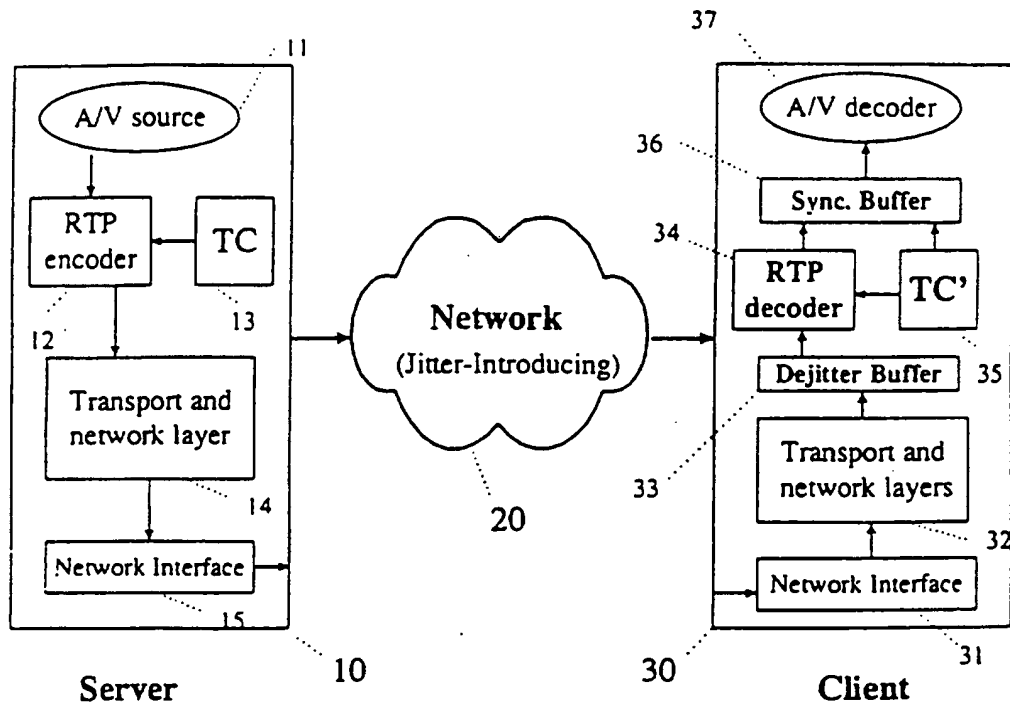 11
A/V source
RTP
encoder
TC
12
13
Transport and
network layer
14
Network Interface
15
10
Server
Network
(Jitter-Introducing)
20
37
A/V decoder
36
Sync. Buffer
34
RTP
decoder
TC'
35
Dejitter Buffer
33
Transport and
network layers
32
Network Interface
31
30
Client